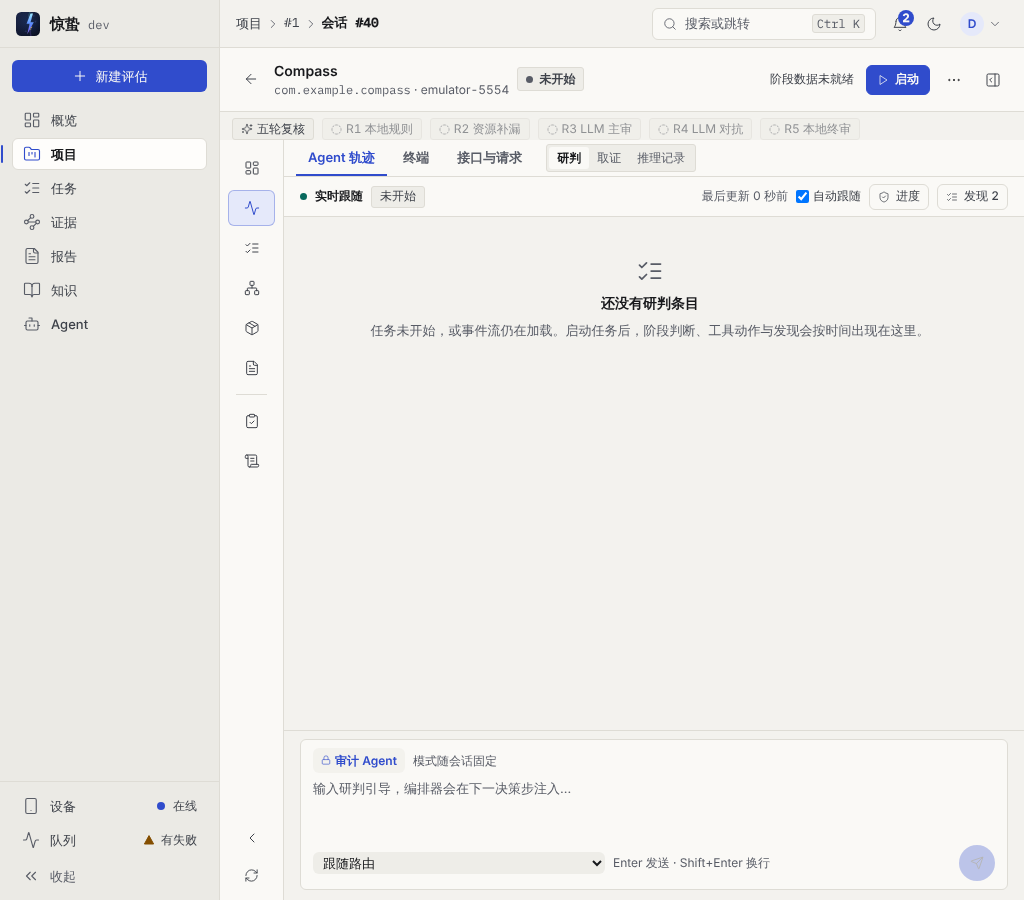 惊蛰 dev
项目 > #1 > 会话 #40
搜索或跳转 Ctrl K
2
D
新建评估
概览
项目
任务
证据
报告
知识
Agent
设备 在线
队列 有失败
收起
Compass
com.example.compass · emulator-5554
未开始
阶段数据未就绪
启动
五轮复核 R1 本地规则 R2 资源补漏 R3 LLM 主审 R4 LLM 对抗 R5 本地终审
Agent 轨迹 终端 接口与请求 研判 取证 推理记录
实时跟随 未开始 最后更新 0 秒前 自动跟随 进度 发现 2
还没有研判条目
任务未开始，或事件流仍在加载。启动任务后，阶段判断、工具动作与发现会按时间出现在这里。
审计 Agent 模式随会话固定
输入研判引导，编排器会在下一决策步注入...
跟随路由 Enter 发送 · Shift+Enter 换行